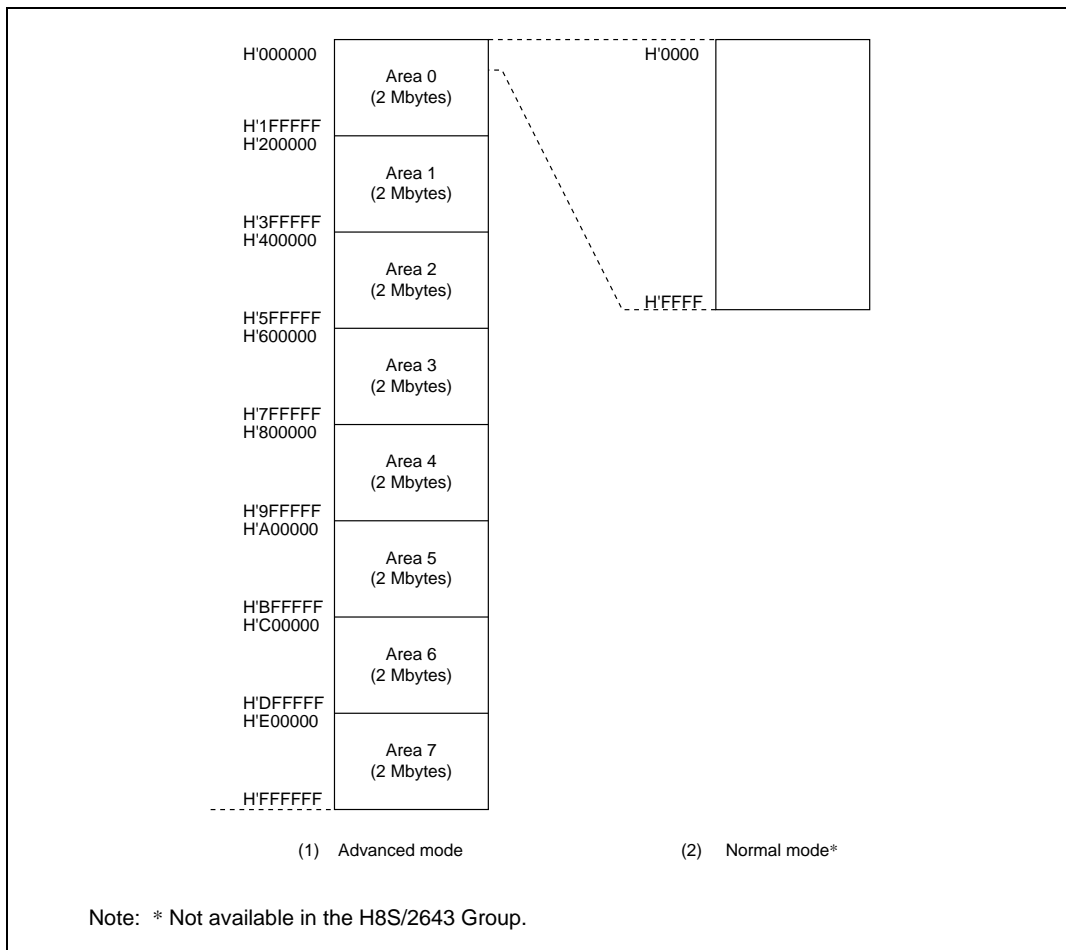 H'000000
Area 0
(2 Mbytes)
H'1FFFFF
H'200000
Area 1
(2 Mbytes)
H'3FFFFF
H'400000
Area 2
(2 Mbytes)
H'5FFFFF
H'600000
Area 3
(2 Mbytes)
H'7FFFFF
H'800000
Area 4
(2 Mbytes)
H'9FFFFF
H'A00000
Area 5
(2 Mbytes)
H'BFFFFF
H'C00000
Area 6
(2 Mbytes)
H'DFFFFF
H'E00000
Area 7
(2 Mbytes)
H'FFFFFF
(1) Advanced mode
H'0000
H'FFFF
(2) Normal mode*
Note: * Not available in the H8S/2643 Group.